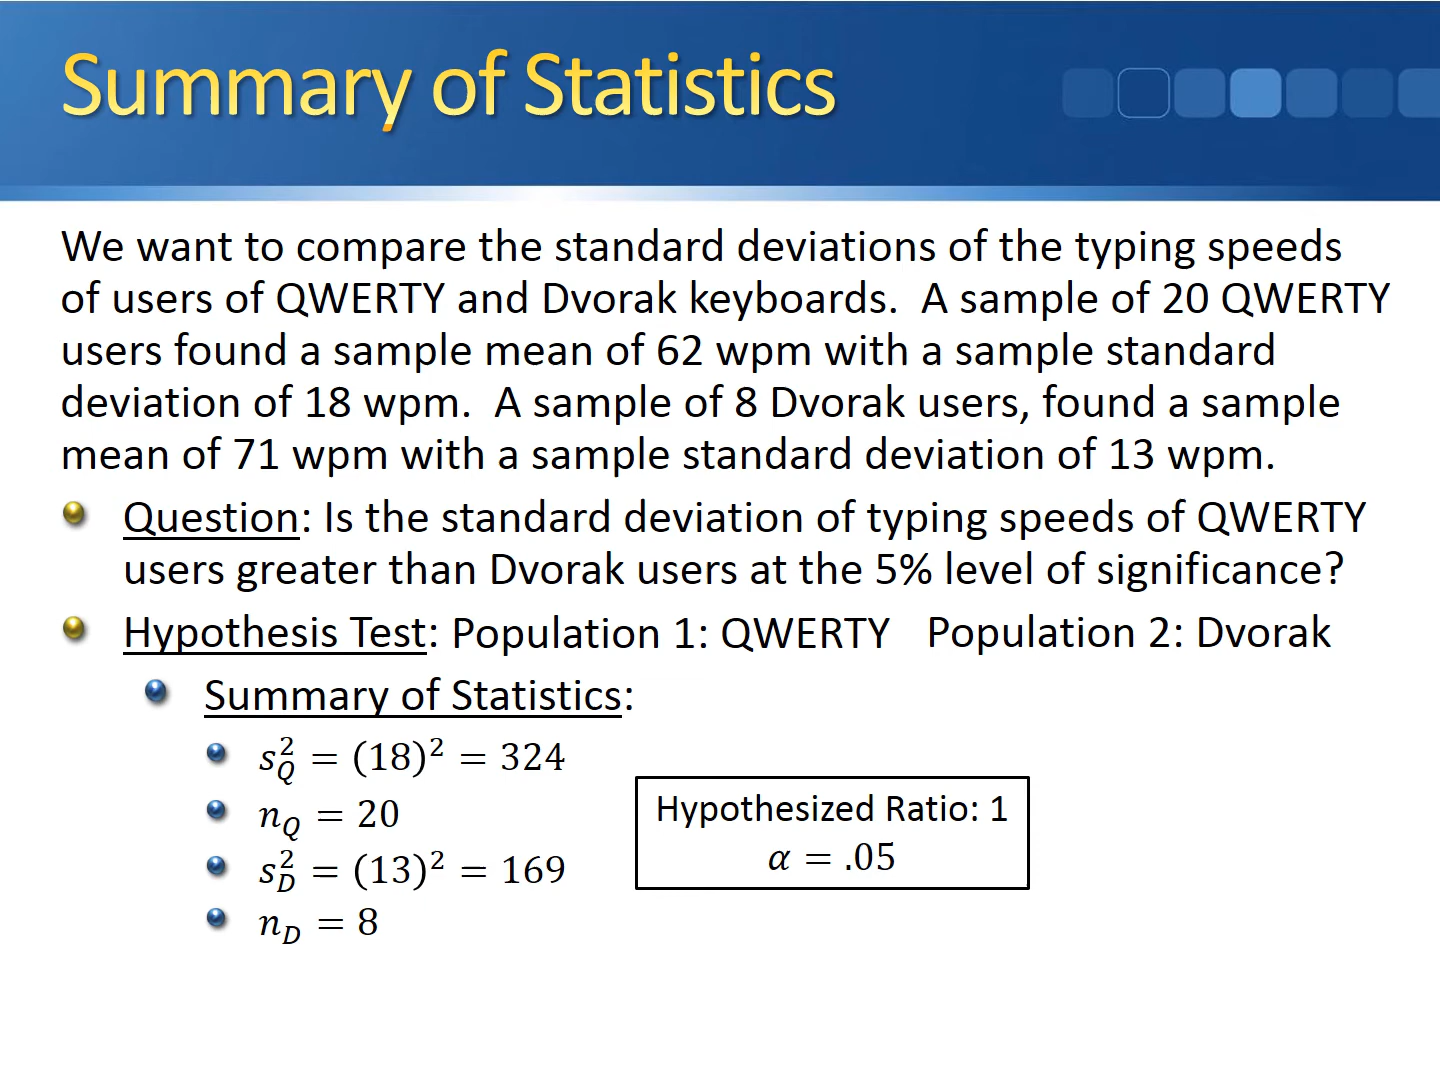 Summary of Statistics
We want to compare the standard deviations of the typing speeds
of users of QWERTY and Dvorak keyboards.  A sample of 20 QWERTY
users found a sample mean of 62 wpm with a sample standard
deviation of 18 wpm.  A sample of 8 Dvorak users, found a sample
mean of 71 wpm with a sample standard deviation of 13 wpm.
Question: Is the standard deviation of typing speeds of QWERTY
users greater than Dvorak users at the 5% level of significance?
Hypothesis Test: Population 1: QWERTY   Population 2: Dvorak
Summary of Statistics:
$s_Q^2 = (18)^2 = 324$
$n_Q = 20$
$s_D^2 = (13)^2 = 169$
$n_D = 8$
Hypothesized Ratio: 1
$\alpha = .05$